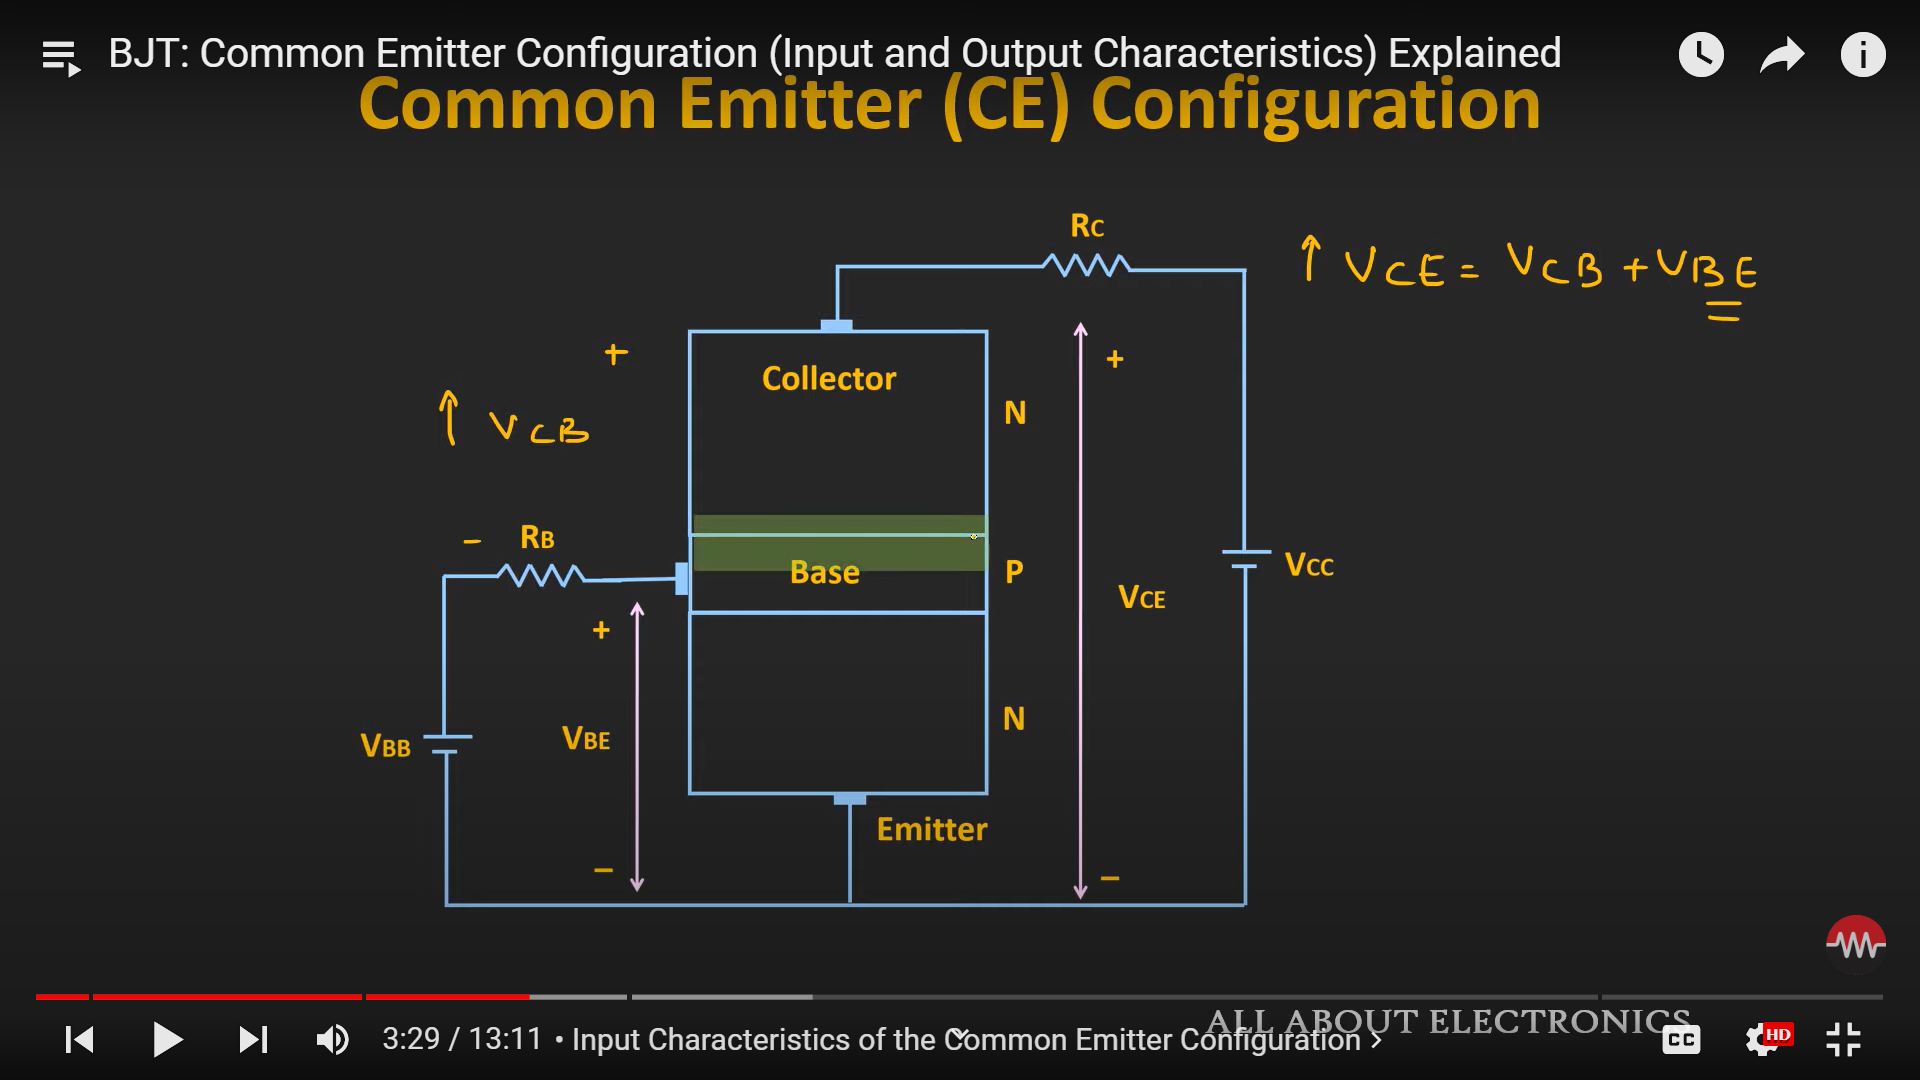 BJT: Common Emitter Configuration (Input and Output Characteristics) Explained
Common Emitter (CE) Configuration
RC
↑ VCE = VCB + VBE
+
+
Collector
N
↑ VCB
− RB
Base
P
VCC
VCE
+
N
VBB
VBE
Emitter
−
−
ALL ABOUT ELECTRONICS
3:29 / 13:11 • Input Characteristics of the Common Emitter Configuration >
CC
HD